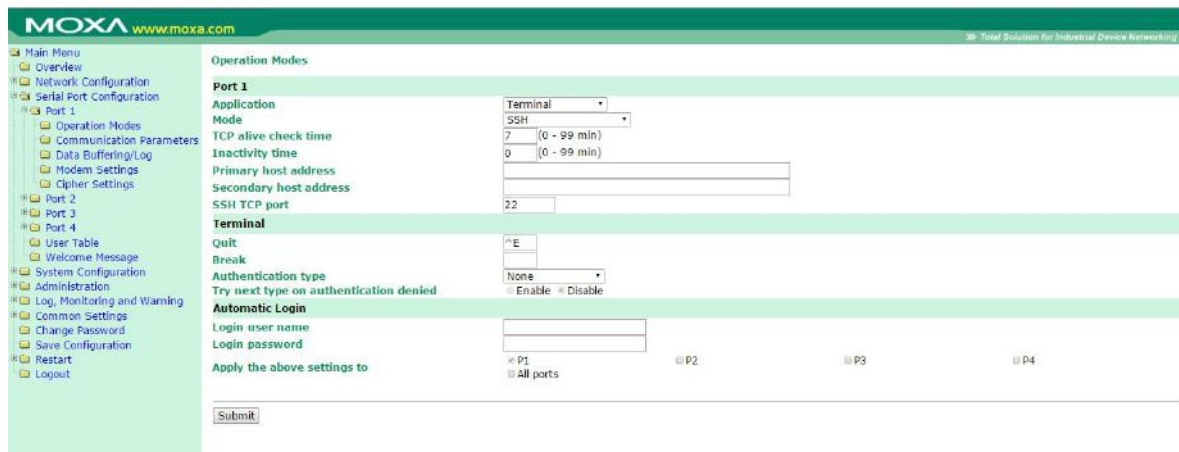 MOXA www.moxa.com
Total Solution for Industrial Device Networking
Main Menu
Overview
Network Configuration
Serial Port Configuration
Port 1
Operation Modes
Communication Parameters
Data Buffering/Log
Modem Settings
Cipher Settings
Port 2
Port 3
Port 4
User Table
Welcome Message
System Configuration
Administration
Log, Monitoring and Warning
Common Settings
Change Password
Save Configuration
Restart
Logout
Operation Modes
Port 1
Application Terminal
Mode SSH
TCP alive check time 7 (0 - 99 min)
Inactivity time 0 (0 - 99 min)
Primary host address
Secondary host address
SSH TCP port 22
Terminal
Quit ^E
Break
Authentication type None
Try next type on authentication denied Enable Disable
Automatic Login
Login user name
Login password
Apply the above settings to P1 P2 P3 P4
All ports
Submit